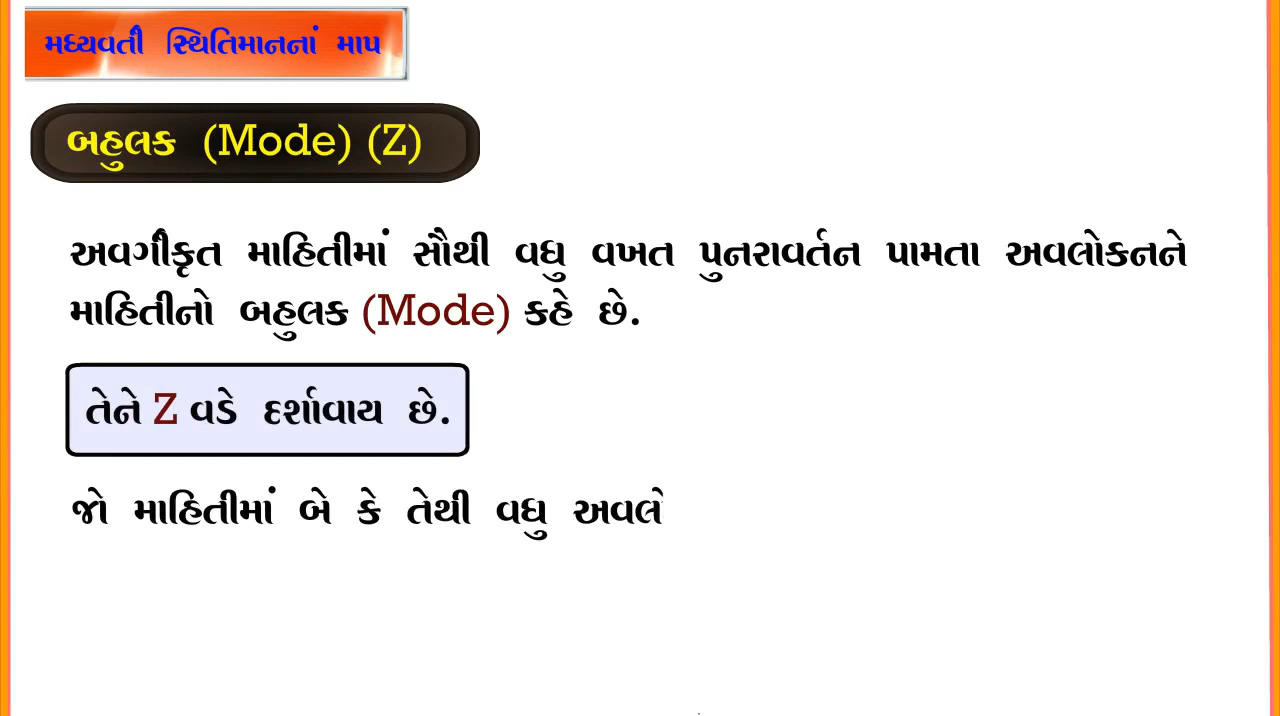 મધ્યવર્તી સ્થિતિમાનનાં માપ
બહુલક (Mode) (Z)
અવર્ગીકૃત માહિતીમાં સૌથી વધુ વખત પુનરાવર્તન પામતા અવલોકનને
માહિતીનો બહુલક (Mode) કહે છે.
તેને Z વડે દર્શાવાય છે.
જો માહિતીમાં બે કે તેથી વધુ